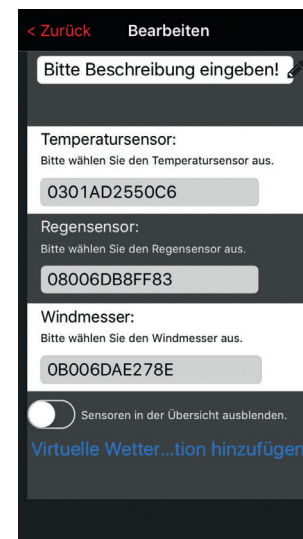 < Zurück Bearbeiten
Bitte Beschreibung eingeben!
Temperatursensor:
Bitte wählen Sie den Temperatursensor aus.
0301AD2550C6
Regensensor:
Bitte wählen Sie den Regensensor aus.
08006DB8FF83
Windmesser:
Bitte wählen Sie den Windmesser aus.
0B006DAE278E
Sensoren in der Übersicht ausblenden.
Virtuelle Wetter...tion hinzufügen